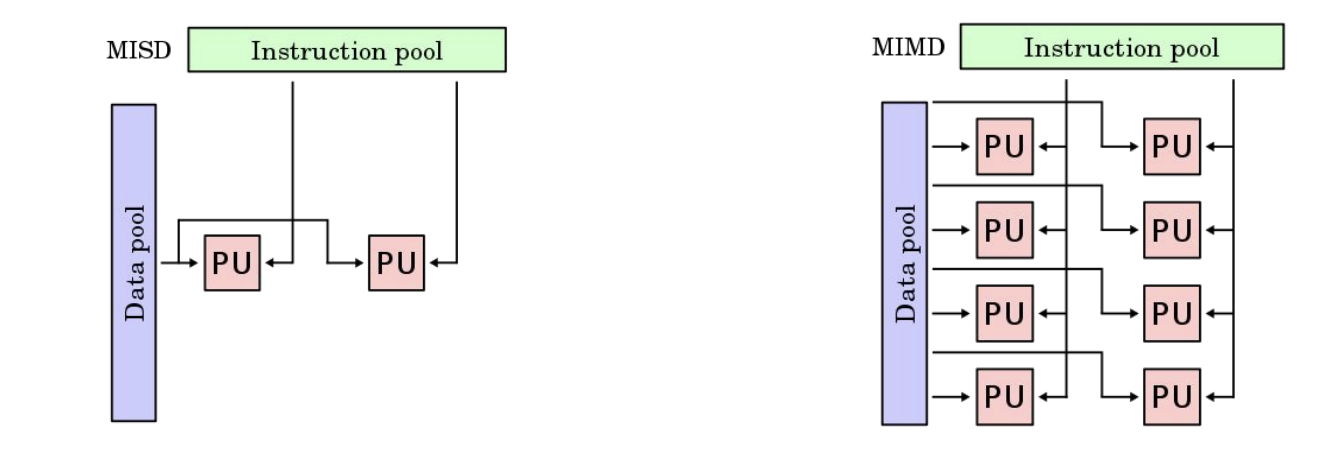 MISD
Instruction pool
Data pool
PU
PU
MIMD
Instruction pool
Data pool
PU
PU
PU
PU
PU
PU
PU
PU